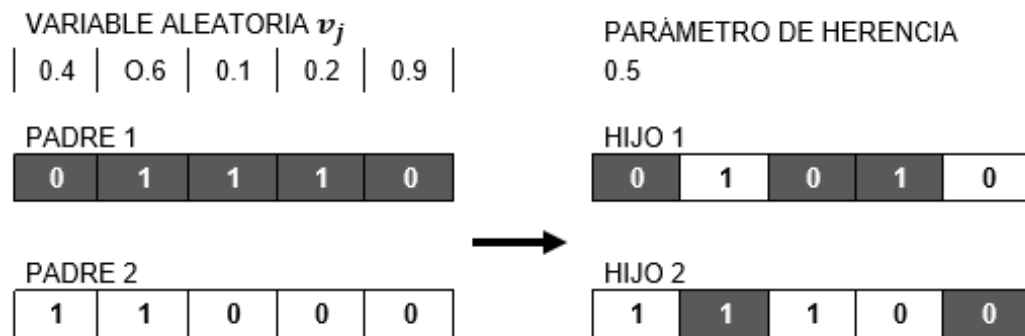 VARIABLE ALEATORIA v_j
0.4 O.6 0.1 0.2 0.9
PARÁMETRO DE HERENCIA
0.5
PADRE 1
0 1 1 1 0
HIJO 1
0 1 0 1 0
PADRE 2
1 1 0 0 0
HIJO 2
1 1 1 0 0